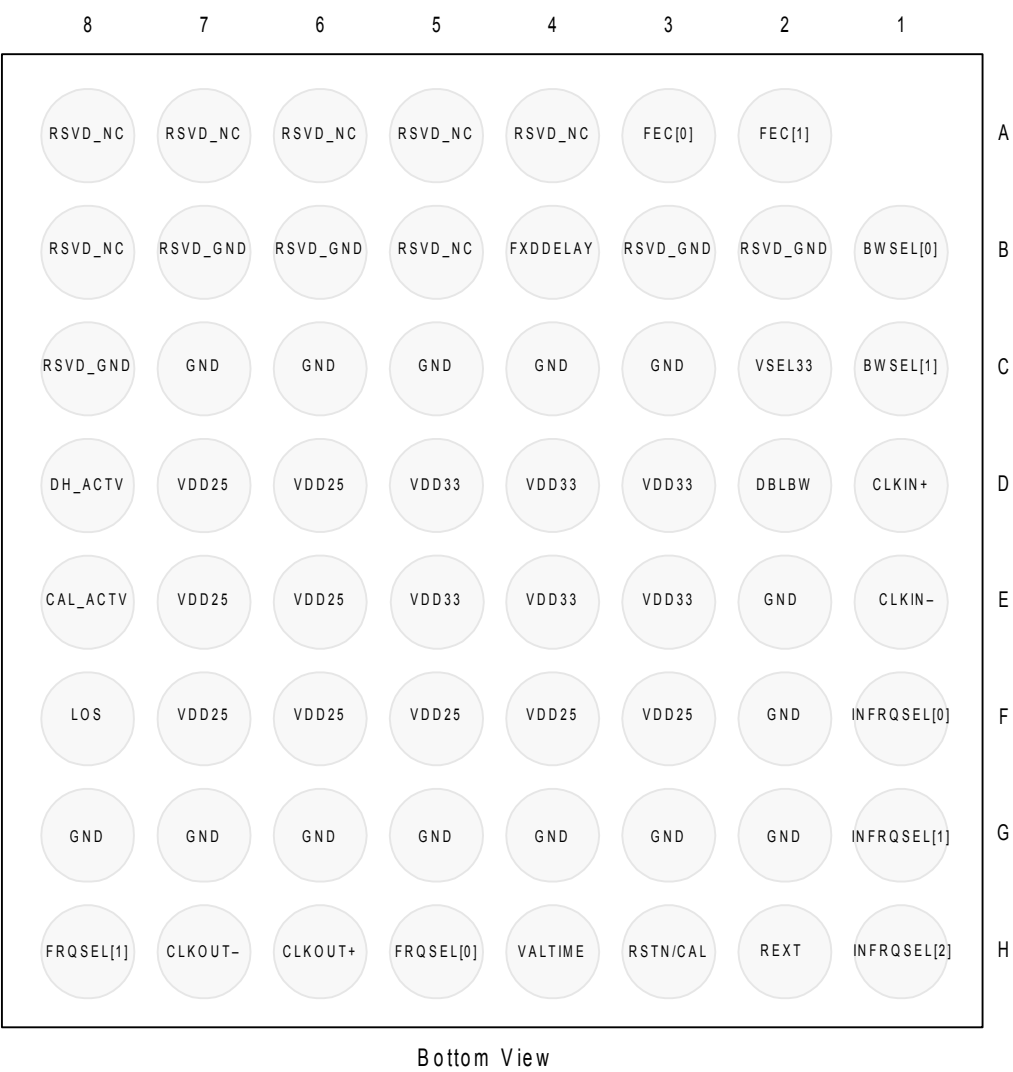 8 7 6 5 4 3 2 1
RSVD_NC RSVD_NC RSVD_NC RSVD_NC RSVD_NC FEC[0] FEC[1] A
RSVD_NC RSVD_GND RSVD_GND RSVD_NC FXDDELAY RSVD_GND RSVD_GND BWSEL[0] B
RSVD_GND GND GND GND GND GND VSEL33 BWSEL[1] C
DH_ACTV VDD25 VDD25 VDD33 VDD33 VDD33 DBLBW CLKIN+ D
CAL_ACTV VDD25 VDD25 VDD33 VDD33 VDD33 GND CLKIN– E
LOS VDD25 VDD25 VDD25 VDD25 VDD25 GND INFRQSEL[0] F
GND GND GND GND GND GND GND INFRQSEL[1] G
FRQSEL[1] CLKOUT– CLKOUT+ FRQSEL[0] VALTIME RSTN/CAL REXT INFRQSEL[2] H
Bottom View